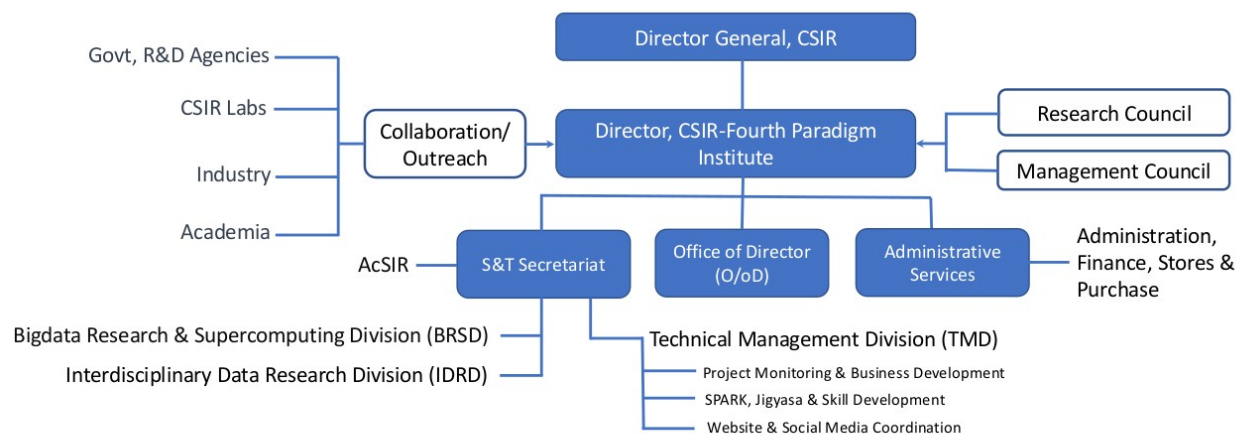 Director General, CSIR
Govt, R&D Agencies
CSIR Labs
Industry
Academia
Collaboration/
Outreach
Director, CSIR-Fourth Paradigm
Institute
Research Council
Management Council
AcSIR
S&T Secretariat
Office of Director
(O/oD)
Administrative
Services
Administration,
Finance, Stores &
Purchase
Bigdata Research & Supercomputing Division (BRSD)
Interdisciplinary Data Research Division (IDRD)
Technical Management Division (TMD)
Project Monitoring & Business Development
SPARK, Jigyasa & Skill Development
Website & Social Media Coordination